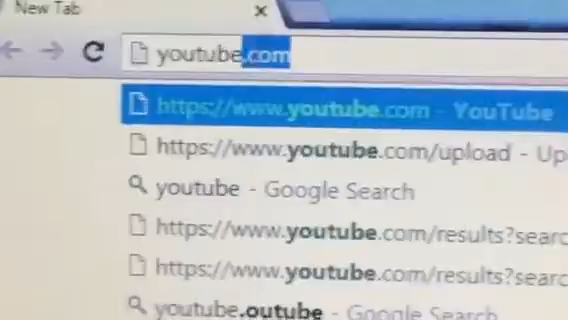 New Tab
youtube.com
https://www.youtube.com - YouTube
https://www.youtube.com/upload - Up
youtube - Google Search
https://www.youtube.com/results?searc
https://www.youtube.com/results?searc
youtube.outube - Google Search